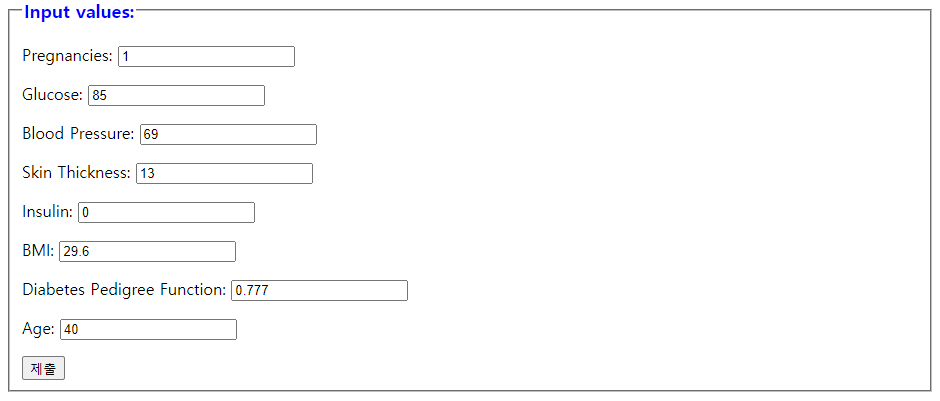 Input values:
Pregnancies: 1
Glucose: 85
Blood Pressure: 69
Skin Thickness: 13
Insulin: 0
BMI: 29.6
Diabetes Pedigree Function: 0.777
Age: 40
제출